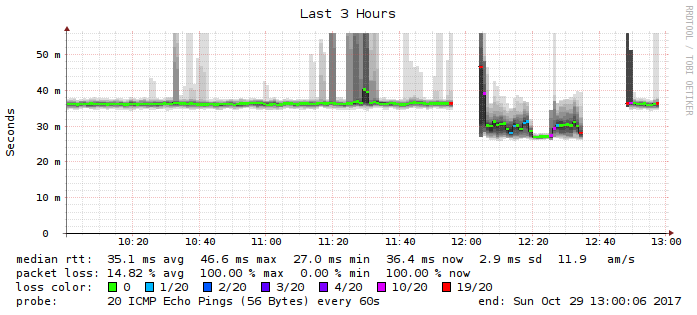 Last 3 Hours
RRDTOOL / TOBI OETIKER
Seconds
50 m
40 m
30 m
20 m
10 m
0
10:20 10:40 11:00 11:20 11:40 12:00 12:20 12:40 13:00
median rtt: 35.1 ms avg 46.6 ms max 27.0 ms min 36.4 ms now 2.9 ms sd 11.9 am/s
packet loss: 14.82 % avg 100.00 % max 0.00 % min 100.00 % now
loss color: 0 1/20 2/20 3/20 4/20 10/20 19/20
probe: 20 ICMP Echo Pings (56 Bytes) every 60s end: Sun Oct 29 13:00:06 2017